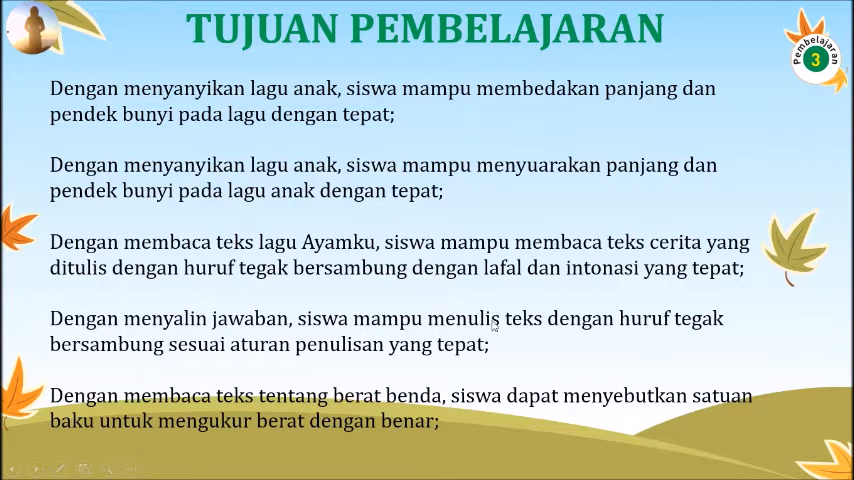 TUJUAN PEMBELAJARAN
Pembelajaran
3
Dengan menyanyikan lagu anak, siswa mampu membedakan panjang dan
pendek bunyi pada lagu dengan tepat;
Dengan menyanyikan lagu anak, siswa mampu menyuarakan panjang dan
pendek bunyi pada lagu anak dengan tepat;
Dengan membaca teks lagu Ayamku, siswa mampu membaca teks cerita yang
ditulis dengan huruf tegak bersambung dengan lafal dan intonasi yang tepat;
Dengan menyalin jawaban, siswa mampu menulis teks dengan huruf tegak
bersambung sesuai aturan penulisan yang tepat;
Dengan membaca teks tentang berat benda, siswa dapat menyebutkan satuan
baku untuk mengukur berat dengan benar;